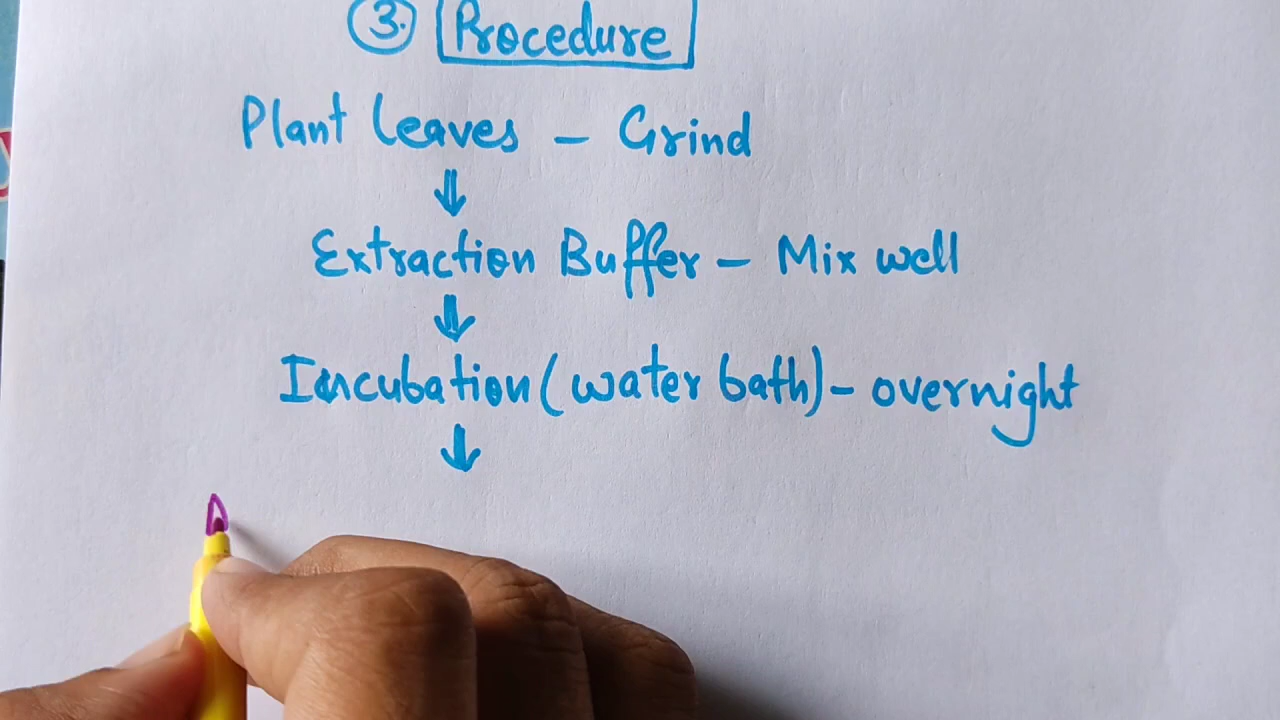 3. Procedure
Plant leaves - Grind
Extraction Buffer - Mix well
Incubation (water bath) - overnight